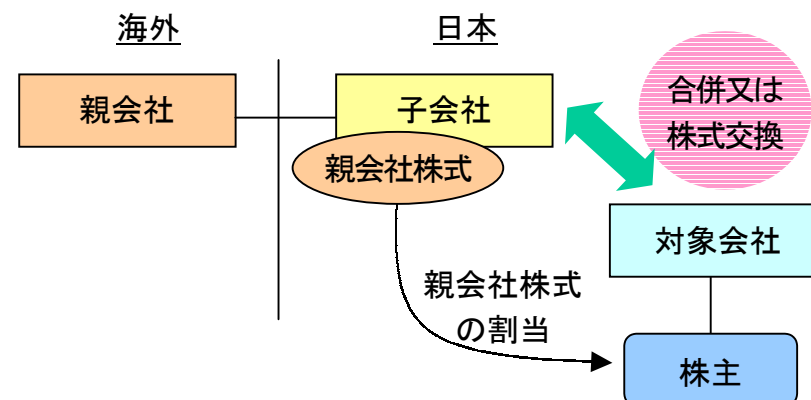 海外
日本
親会社
子会社
親会社株式
合併又は
株式交換
対象会社
親会社株式
の割当
株主